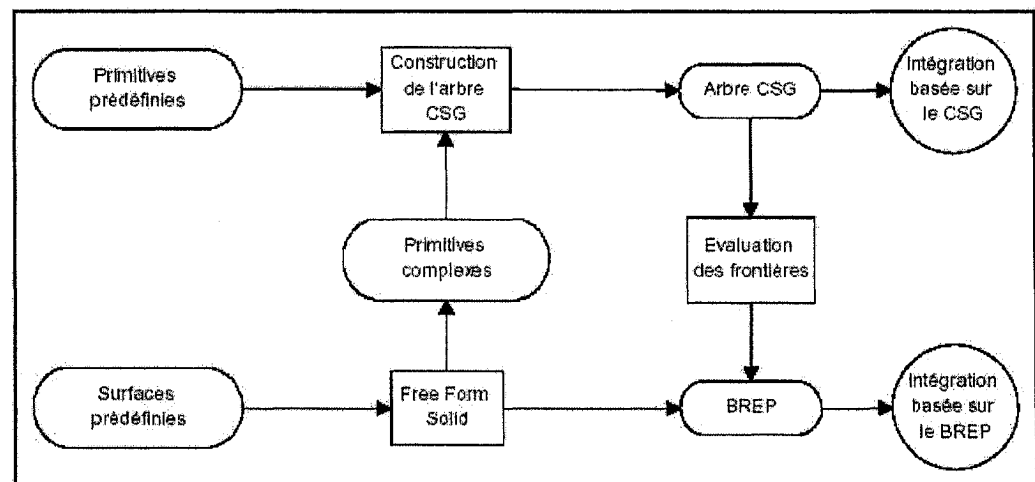 Primitives
prédéfinies
Construction
de l'arbre
CSG
Arbre CSG
Intégration
basée sur
le CSG
Primitives
complexes
Evaluation
des frontières
Surfaces
prédéfinies
Free Form
Solid
BREP
Intégration
basée sur
le BREP